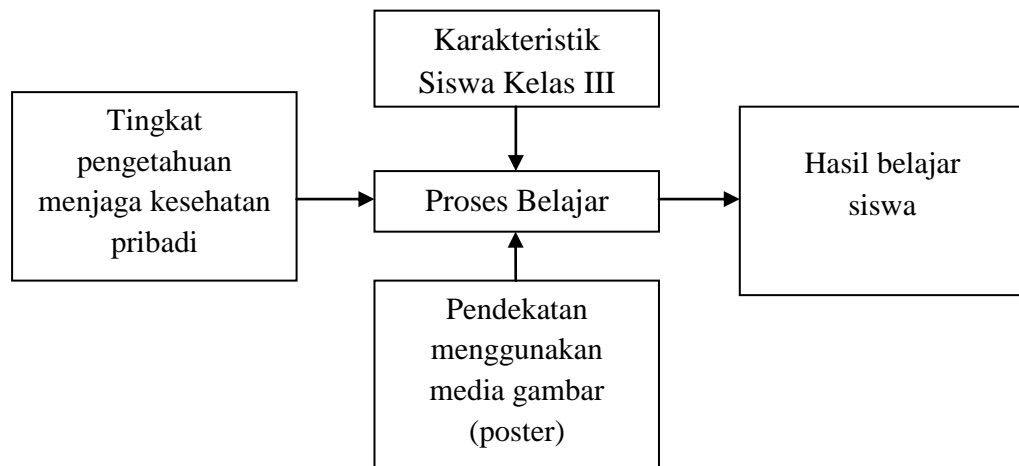 Karakteristik
Siswa Kelas III
Tingkat
pengetahuan
menjaga kesehatan
pribadi
Proses Belajar
Hasil belajar
siswa
Pendekatan
menggunakan
media gambar
(poster)